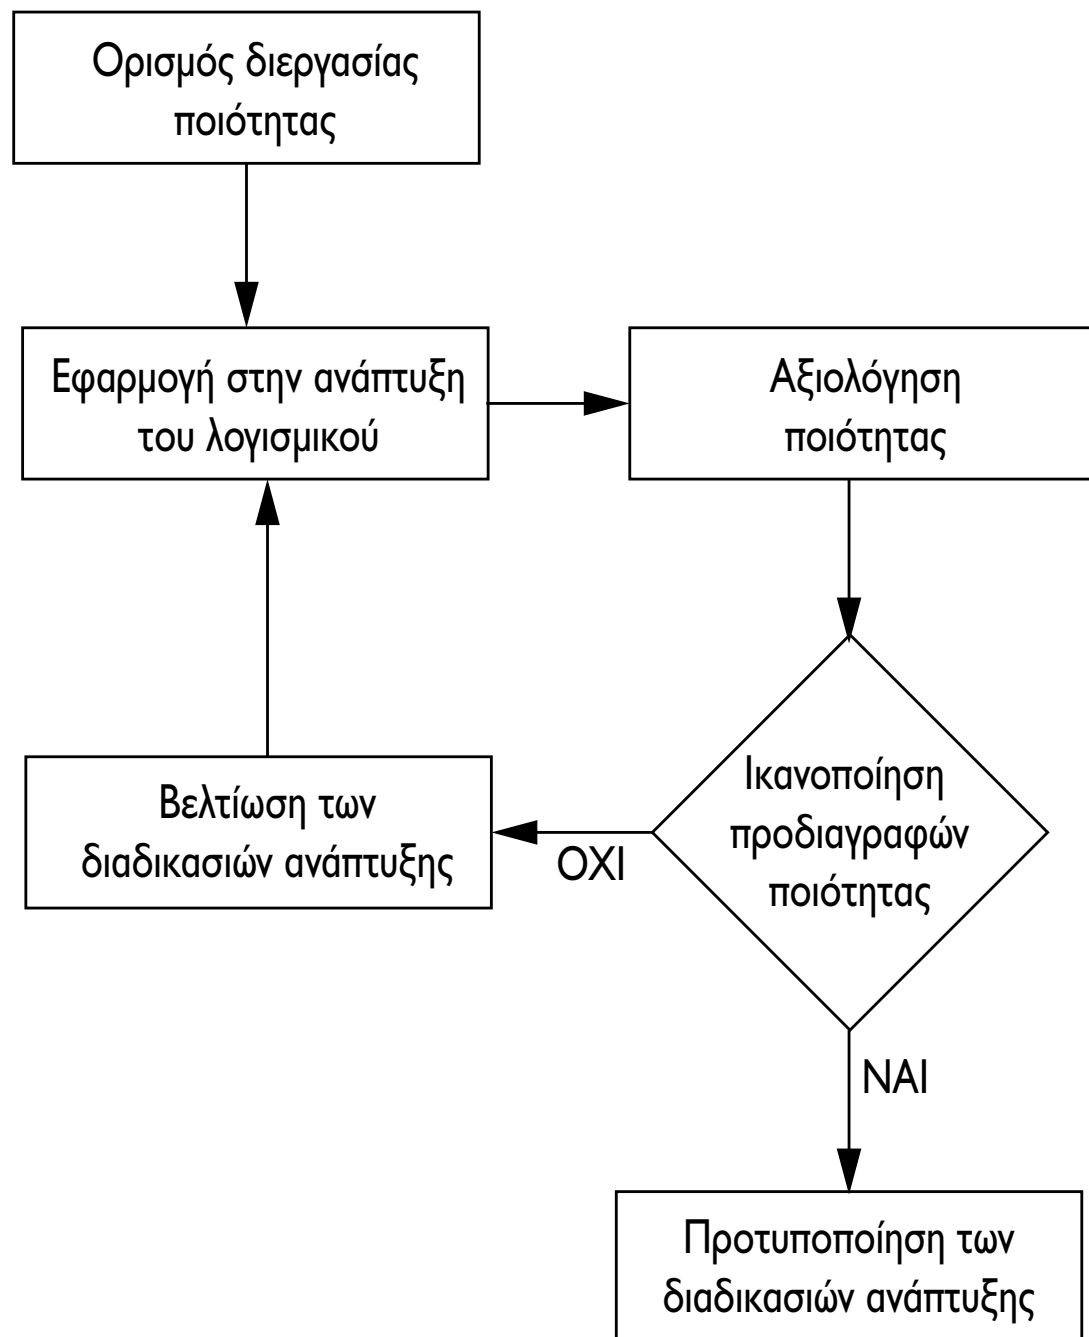 Ορισμός διεργασίας
ποιότητας
Εφαρμογή στην ανάπτυξη
του λογισμικού
Αξιολόγηση
ποιότητας
Ικανοποίηση
προδιαγραφών
ποιότητας
ΟΧΙ
Βελτίωση των
διαδικασιών ανάπτυξης
ΝΑΙ
Προτυποποίηση των
διαδικασιών ανάπτυξης